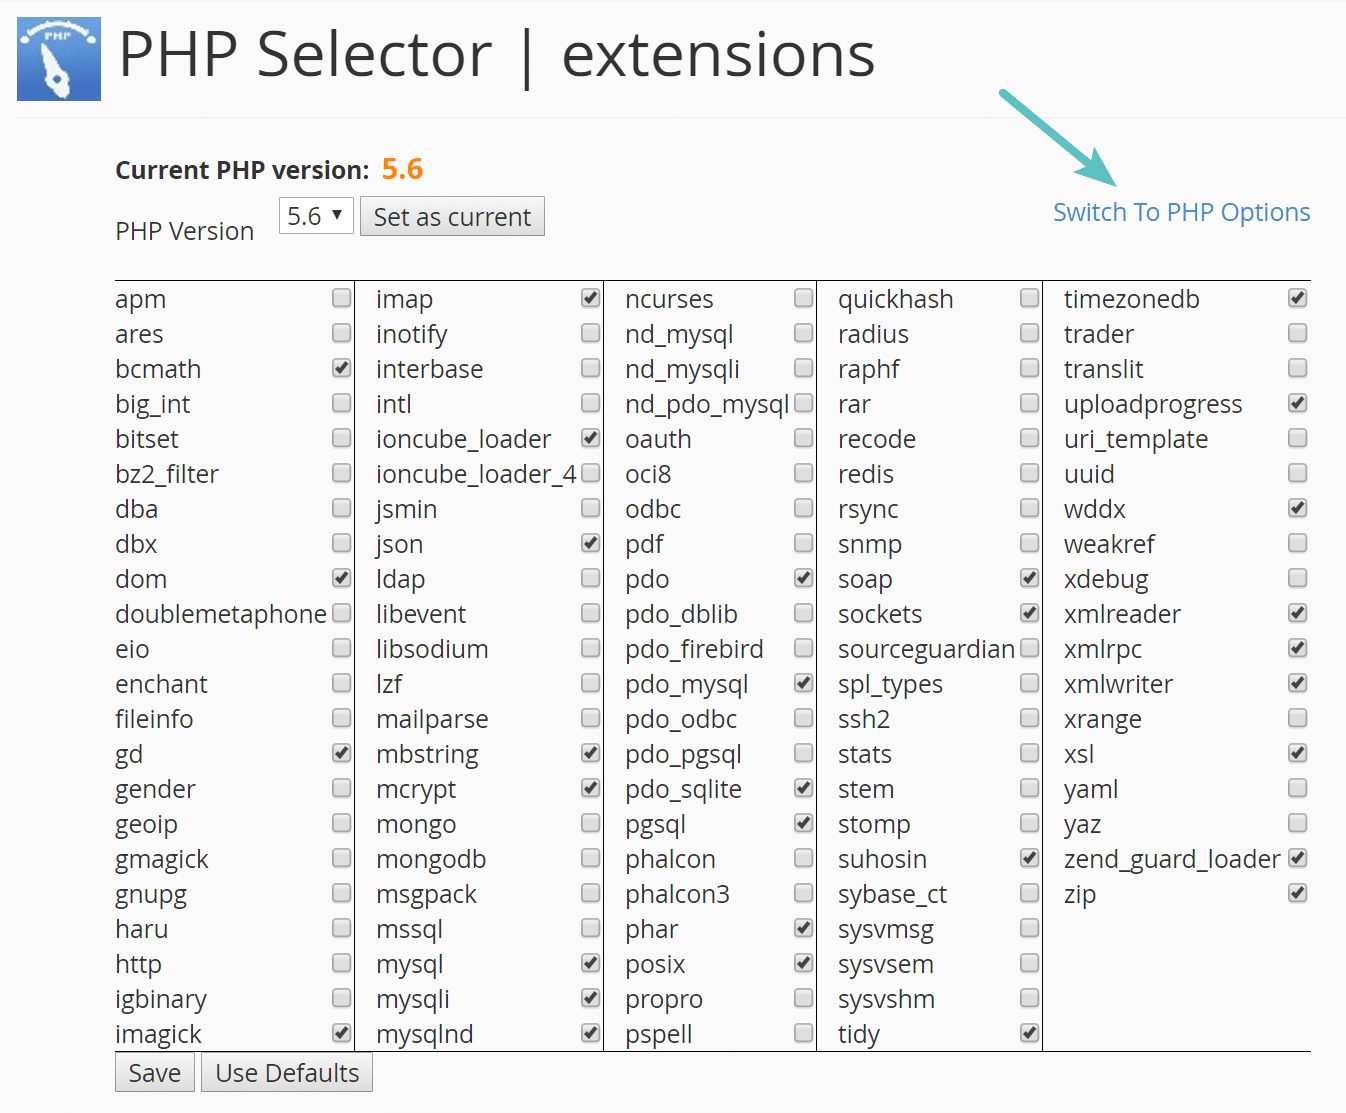 PHP
PHP Selector | extensions
Current PHP version: 5.6
PHP Version 5.6 Set as current
Switch To PHP Options
apm imap ncurses quickhash timezonedb
ares inotify nd_mysql radius trader
bcmath interbase nd_mysqli raphf translit
big_int intl nd_pdo_mysql rar uploadprogress
bitset ioncube_loader oauth recode uri_template
bz2_filter ioncube_loader_4 oci8 redis uuid
dba jsmin odbc rsync wddx
dbx json pdf snmp weakref
dom ldap pdo soap xdebug
doublemetaphone libevent pdo_dblib sockets xmlreader
eio libsodium pdo_firebird sourceguardian xmlrpc
enchant lzf pdo_mysql spl_types xmlwriter
fileinfo mailparse pdo_odbc ssh2 xrange
gd mbstring pdo_pgsql stats xsl
gender mcrypt pdo_sqlite stem yaml
geoip mongo pgsql stomp yaz
gmagick mongodb phalcon suhosin zend_guard_loader
gnupg msgpack phalcon3 sybase_ct zip
haru mssql phar sysvmsg
http mysql posix sysvsem
igbinary mysqli propro sysvshm
imagick mysqlnd pspell tidy
Save Use Defaults